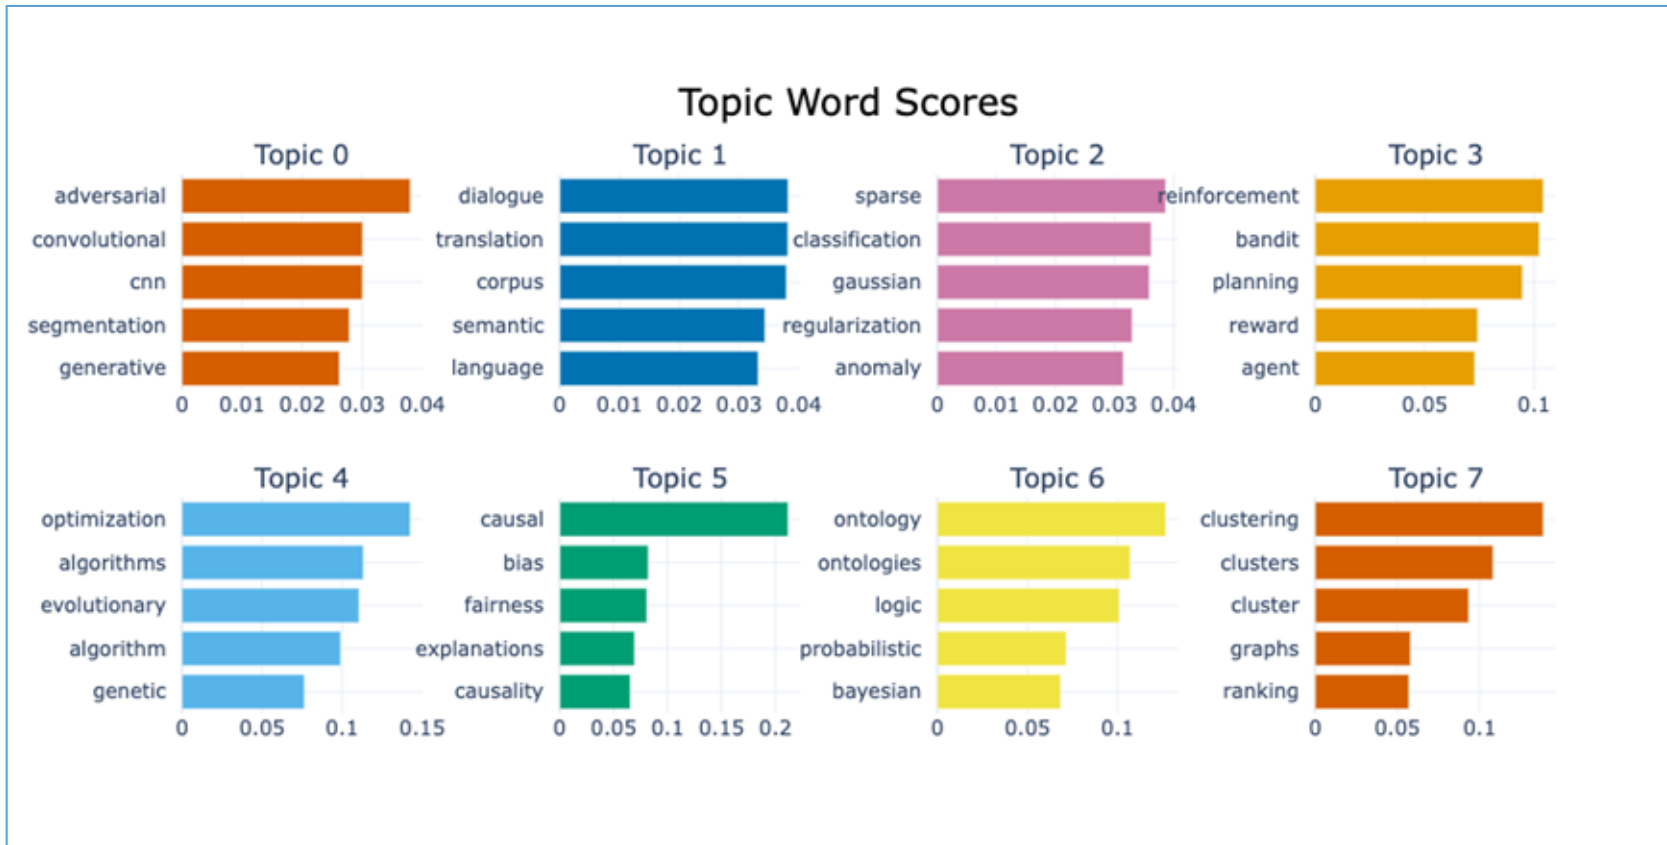 Topic Word Scores
Topic 0
adversarial
convolutional
cnn
segmentation
generative
0 0.01 0.02 0.03 0.04
Topic 1
dialogue
translation
corpus
semantic
language
0 0.01 0.02 0.03 0.04
Topic 2
sparse
classification
gaussian
regularization
anomaly
0 0.01 0.02 0.03 0.04
Topic 3
reinforcement
bandit
planning
reward
agent
0 0.05 0.1
Topic 4
optimization
algorithms
evolutionary
algorithm
genetic
0 0.05 0.1 0.15
Topic 5
causal
bias
fairness
explanations
causality
0 0.05 0.1 0.15 0.2
Topic 6
ontology
ontologies
logic
probabilistic
bayesian
0 0.05 0.1
Topic 7
clustering
clusters
cluster
graphs
ranking
0 0.05 0.1